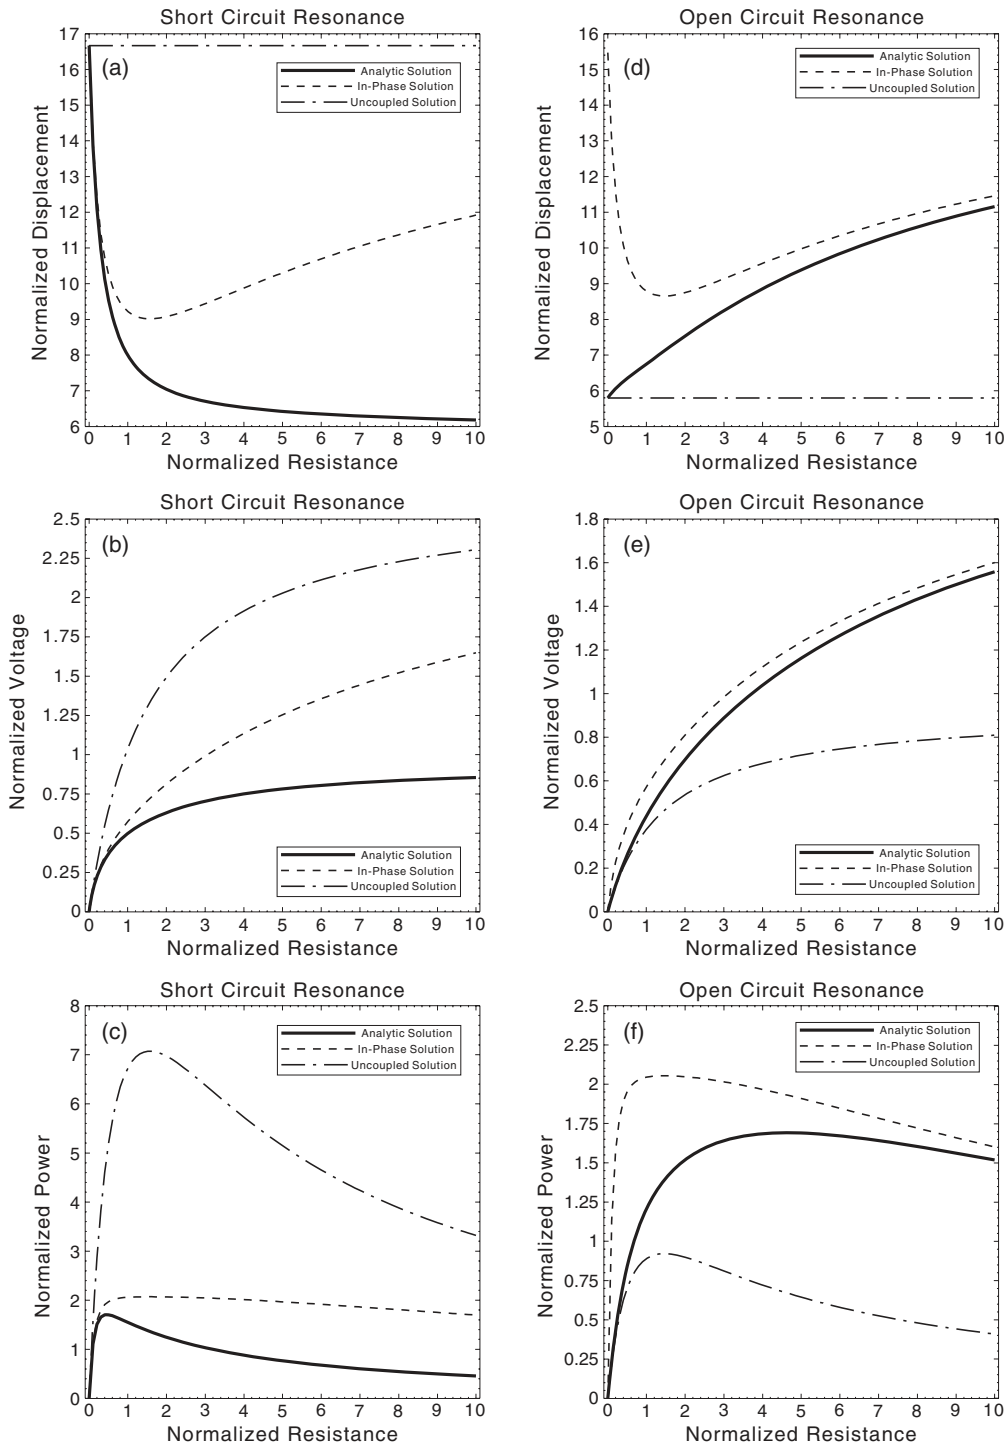 Short Circuit Resonance
(a)
Analytic Solution
In-Phase Solution
Uncoupled Solution
17
16
15
14
13
12
11
10
9
8
7
6
Normalized Displacement
0 1 2 3 4 5 6 7 8 9 10
Normalized Resistance
Open Circuit Resonance
(d)
Analytic Solution
In-Phase Solution
Uncoupled Solution
16
15
14
13
12
11
10
9
8
7
6
5
Normalized Displacement
0 1 2 3 4 5 6 7 8 9 10
Normalized Resistance
Short Circuit Resonance
(b)
2.5
2.25
2
1.75
1.5
1.25
1
0.75
0.5
0.25
0
Normalized Voltage
Analytic Solution
In-Phase Solution
Uncoupled Solution
0 1 2 3 4 5 6 7 8 9 10
Normalized Resistance
Open Circuit Resonance
(e)
1.8
1.6
1.4
1.2
1
0.8
0.6
0.4
0.2
0
Normalized Voltage
Analytic Solution
In-Phase Solution
Uncoupled Solution
0 1 2 3 4 5 6 7 8 9 10
Normalized Resistance
Short Circuit Resonance
(c)
Analytic Solution
In-Phase Solution
Uncoupled Solution
8
7
6
5
4
3
2
1
0
Normalized Power
0 1 2 3 4 5 6 7 8 9 10
Normalized Resistance
Open Circuit Resonance
(f)
Analytic Solution
In-Phase Solution
Uncoupled Solution
2.5
2.25
2
1.75
1.5
1.25
1
0.75
0.5
0.25
0
Normalized Power
0 1 2 3 4 5 6 7 8 9 10
Normalized Resistance